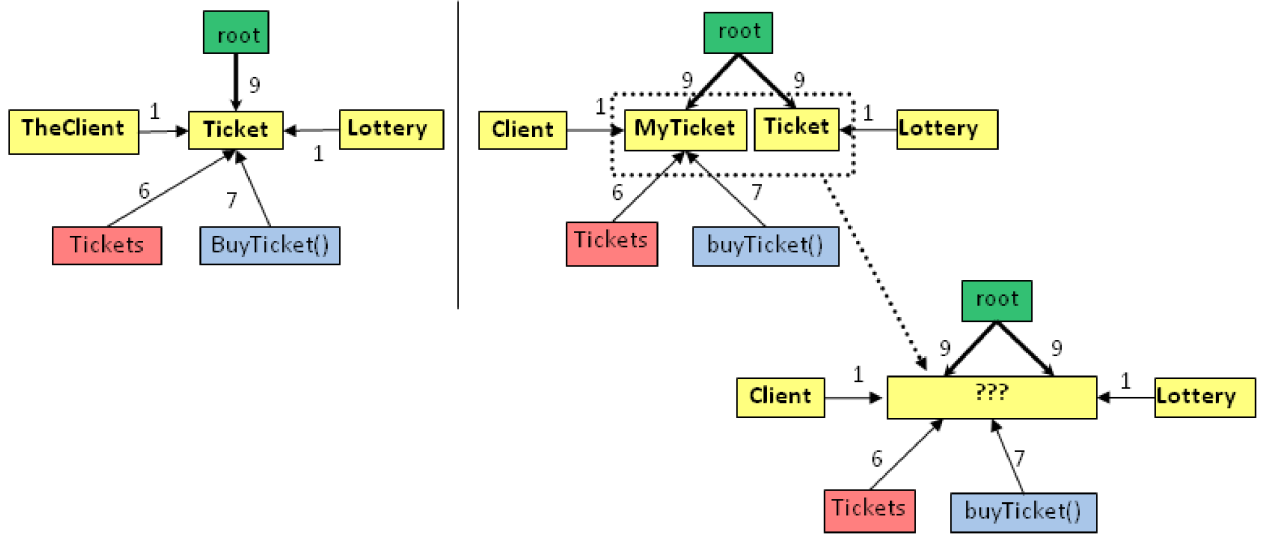 root
9
TheClient
1
Ticket
1
Lottery
6
7
Tickets
BuyTicket()
root
9
9
Client
1
MyTicket
Ticket
1
Lottery
6
7
Tickets
buyTicket()
root
9
9
Client
1
???
1
Lottery
6
7
Tickets
buyTicket()